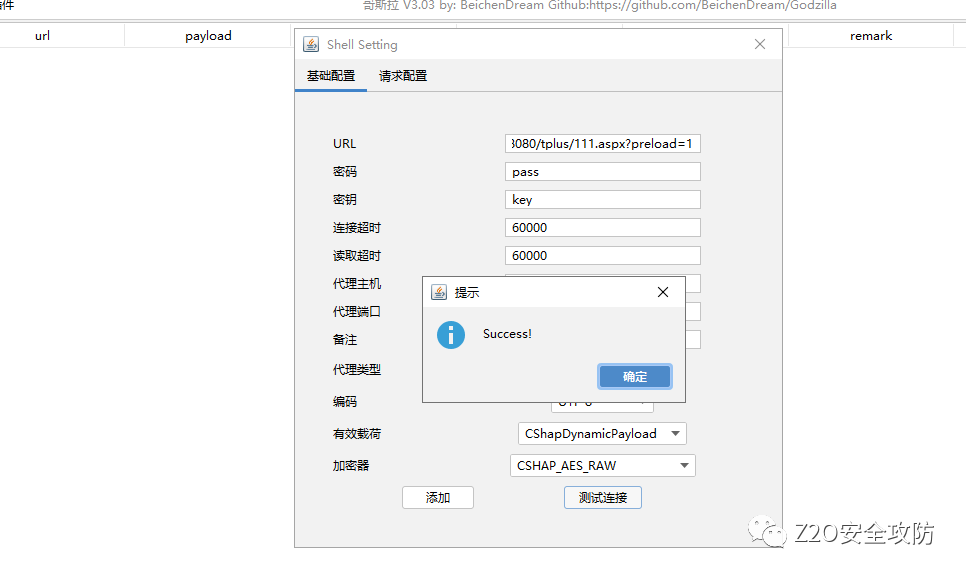 哥斯拉 V3.03 by: BeichenDream Github:https://github.com/BeichenDream/Godzilla
url payload remark
Shell Setting
基础配置 请求配置
URL 8080/tplus/111.aspx?preload=1
密码 pass
密钥 key
连接超时 60000
读取超时 60000
代理主机
提示
代理端口
Success!
备注
代理类型
确定
编码
有效载荷 CShapDynamicPayload
加密器 CSHAP_AES_RAW
添加 测试连接
Z2O安全攻防